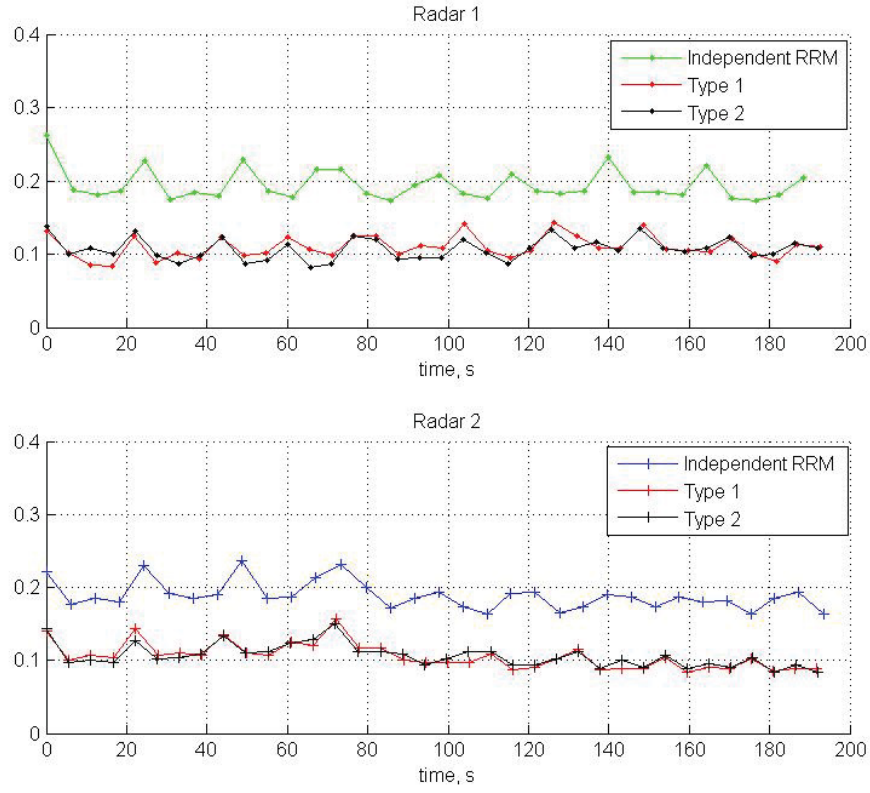 Radar 1
0.4
0.3
0.2
0.1
0
Independent RRM
Type 1
Type 2
0 20 40 60 80 100 120 140 160 180 200
time, s
Radar 2
0.4
0.3
0.2
0.1
0
Independent RRM
Type 1
Type 2
0 20 40 60 80 100 120 140 160 180 200
time, s